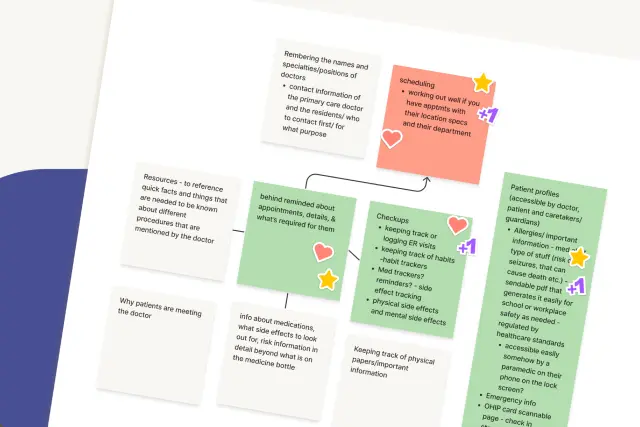 Rembering the names and
specialties/positions of
doctors
• contact information of
the primary care doctor
and the residents/ who
to contact first/ for
what purpose
scheduling
• working out well if you
have apptmts with
their location specs
and their department
+1
Resources - to reference
quick facts and things that
are needed to be known
about different
procedures that are
mentioned by the doctor
behind reminded about
appointments, details, &
what's required for them
Checkups
• keeping track or
logging ER visits
• keeping track of habits
-habit trackers
• Med trackers?
reminders? - side
effect tracking
• physical side effects
and mental side effects
+1
Patient profiles
(accessible by doctor,
patient and caretakers/
guardians)
• Allergies/ important
information - med
type of stuff (risk
seizures, that can
cause death etc.) -
sendable pdf that
generates it easily for
school or workplace
safety as needed -
regulated by
healthcare standards
• accessible easily
somehow by a
paramedic on their
phone on the lock
screen?
• Emergency info
• OHIP card scannable
page - check in
+1
Why patients are meeting
the doctor
info about medications,
what side effects to look
out for, risk information in
detail beyond what is on
the medicine bottle
Keeping track of physical
papers/important
information